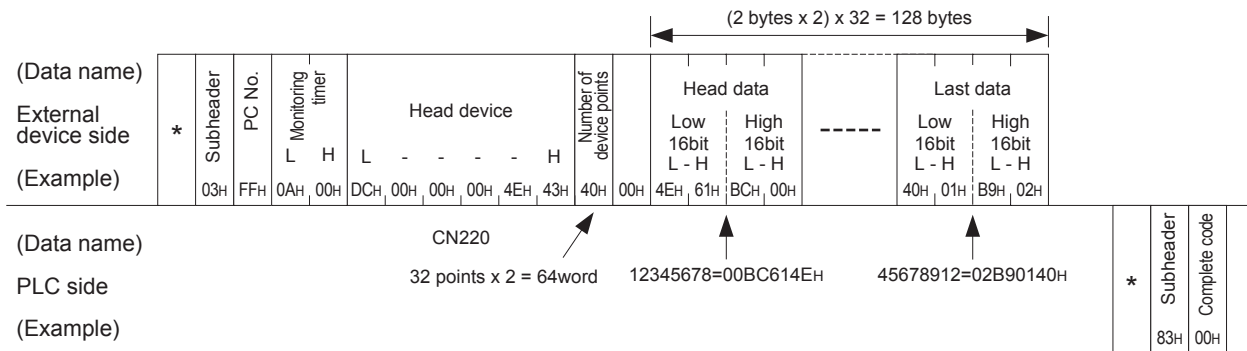 (2 bytes x 2) x 32 = 128 bytes
(Data name)
External
device side
(Example)
*
Subheader
PC No.
Monitoring
timer
L H
Head device
L - - - - H
Number of
device points
Head data
Low
16bit
L - H
High
16bit
L - H
Last data
Low
16bit
L - H
High
16bit
L - H
03H FFH 0AH 00H DCH 00H 00H 00H 4EH 43H 40H 00H 4EH 61H BCH 00H 40H 01H B9H 02H
(Data name)
PLC side
(Example)
CN220
32 points x 2 = 64word
12345678=00BC614EH
45678912=02B90140H
*
Subheader
Complete code
83H 00H